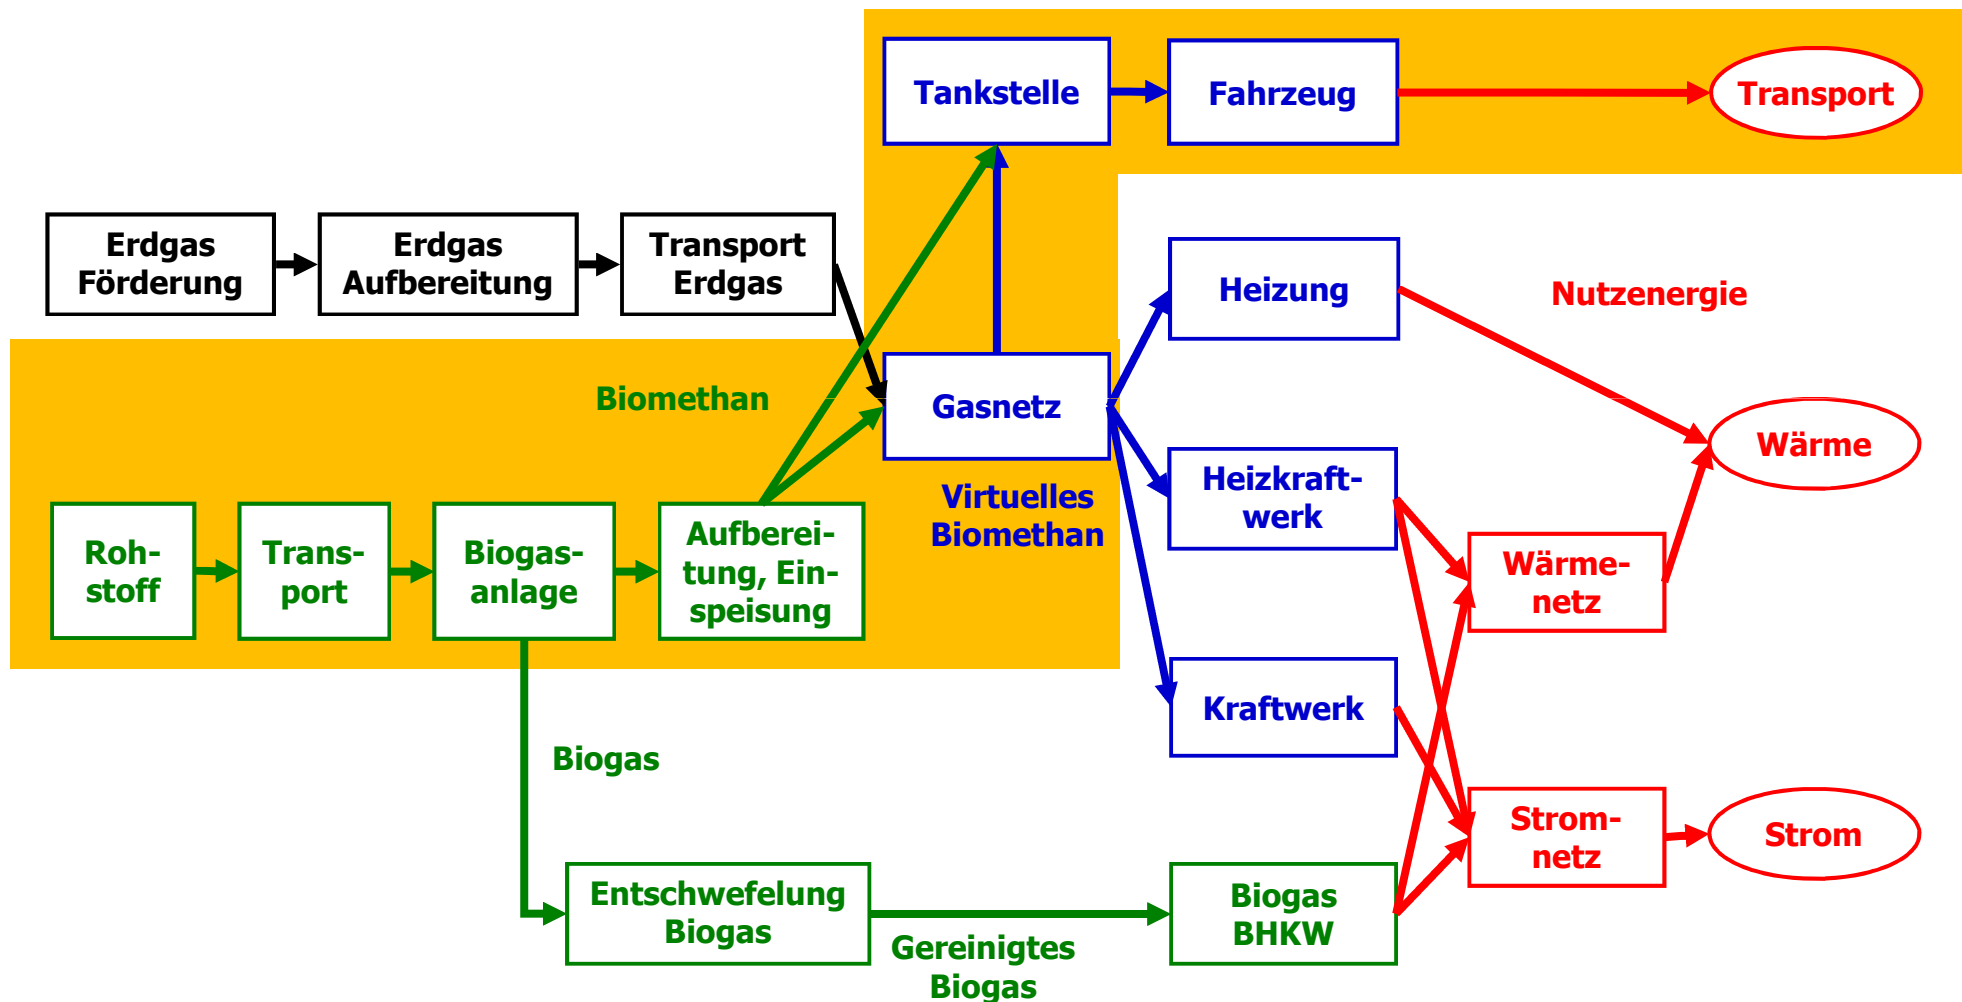 Tankstelle
Fahrzeug
Transport
Erdgas
Förderung
Erdgas
Aufbereitung
Transport
Erdgas
Heizung
Nutzenergie
Biomethan
Gasnetz
Wärme
Virtuelles
Biomethan
Heizkraft-
werk
Roh-
stoff
Trans-
port
Biogas-
anlage
Aufberei-
tung, Ein-
speisung
Wärme-
netz
Kraftwerk
Biogas
Strom-
netz
Strom
Entschwefelung
Biogas
Gereinigtes
Biogas
Biogas
BHKW